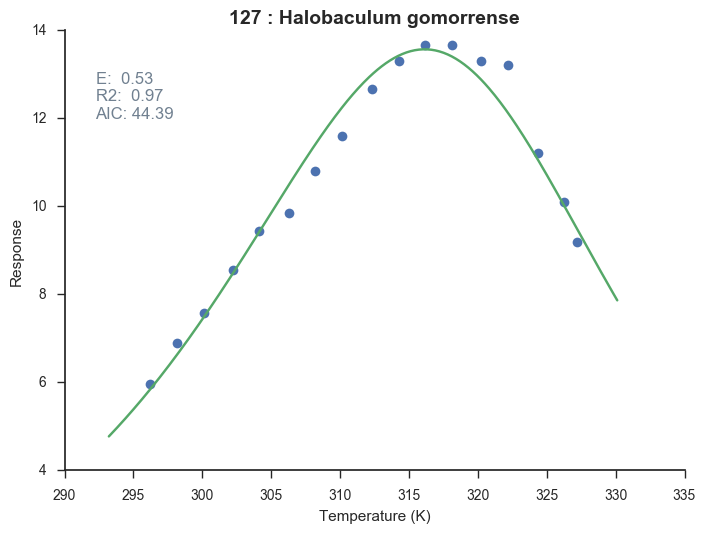 127 : Halobaculum gomorrense
E: 0.53
R2: 0.97
AIC: 44.39
Response
14
12
10
8
6
4
290 295 300 305 310 315 320 325 330 335
Temperature (K)